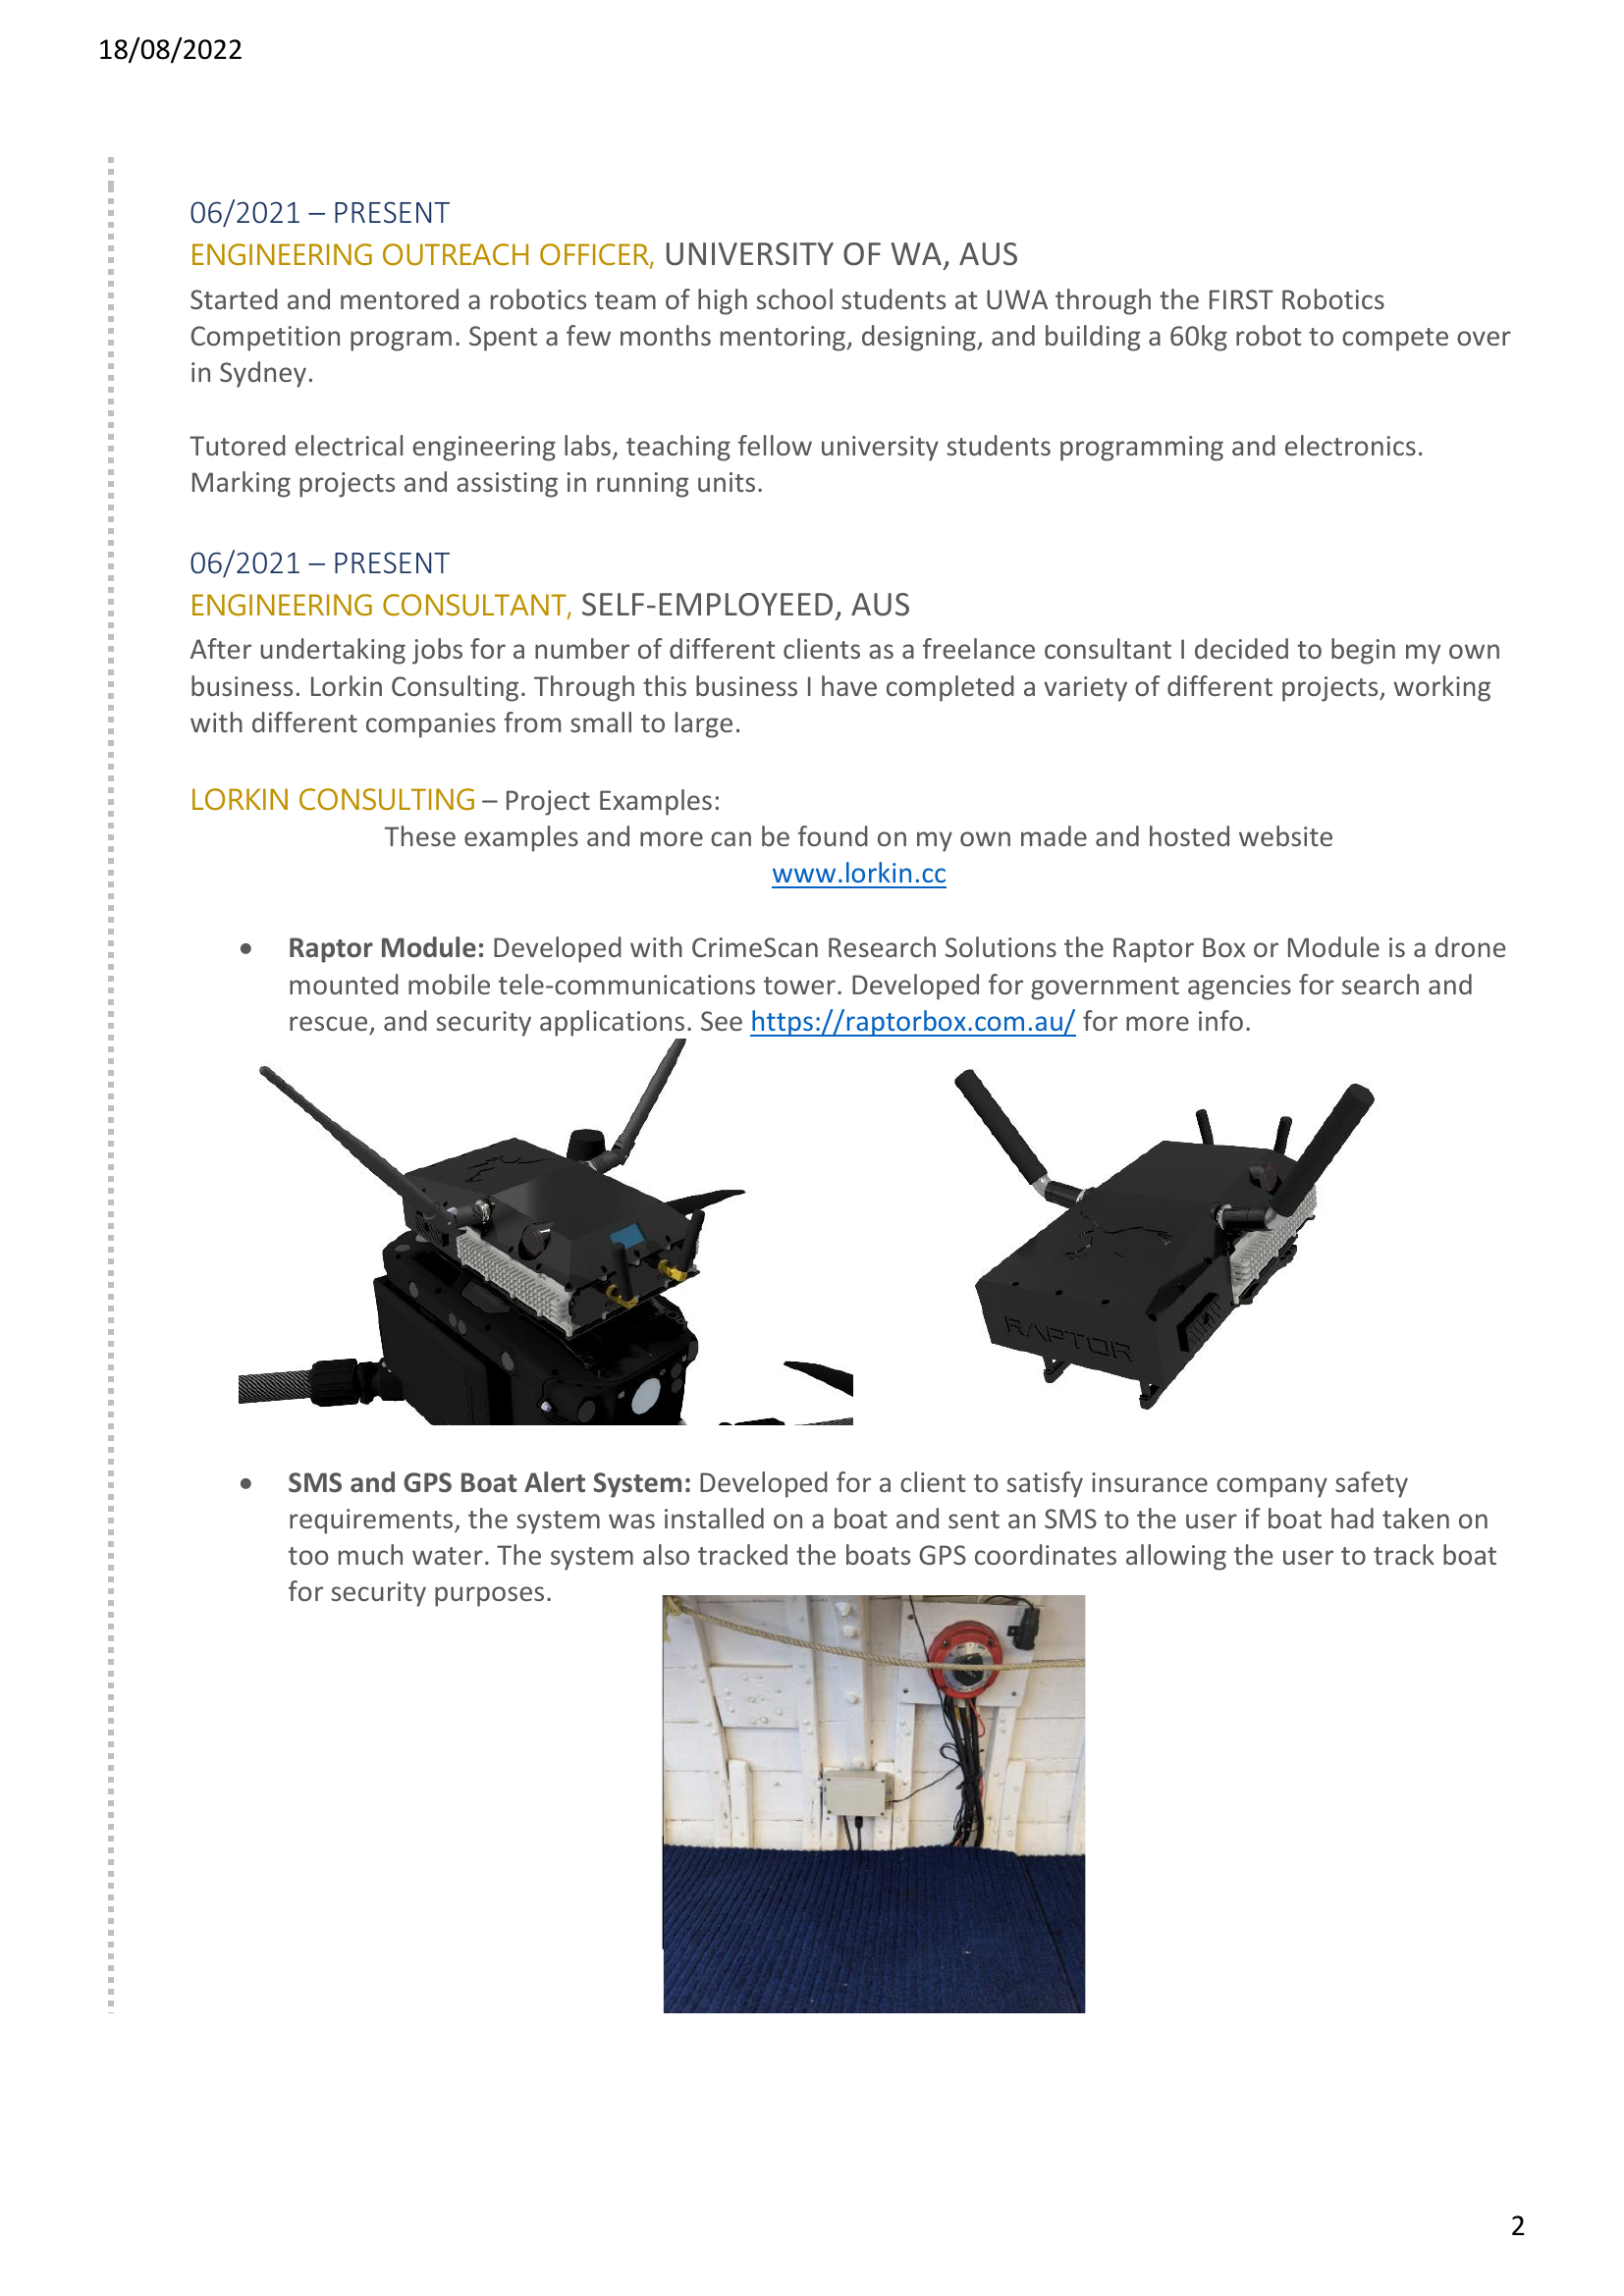 18/08/2022
06/2021 – PRESENT
ENGINEERING OUTREACH OFFICER, UNIVERSITY OF WA, AUS
Started and mentored a robotics team of high school students at UWA through the FIRST Robotics
Competition program. Spent a few months mentoring, designing, and building a 60kg robot to compete over
in Sydney.
Tutored electrical engineering labs, teaching fellow university students programming and electronics.
Marking projects and assisting in running units.
06/2021 – PRESENT
ENGINEERING CONSULTANT, SELF-EMPLOYEED, AUS
After undertaking jobs for a number of different clients as a freelance consultant I decided to begin my own
business. Lorkin Consulting. Through this business I have completed a variety of different projects, working
with different companies from small to large.
LORKIN CONSULTING – Project Examples:
These examples and more can be found on my own made and hosted website
www.lorkin.cc
• Raptor Module: Developed with CrimeScan Research Solutions the Raptor Box or Module is a drone
mounted mobile tele-communications tower. Developed for government agencies for search and
rescue, and security applications. See https://raptorbox.com.au/ for more info.
RAPTOR
• SMS and GPS Boat Alert System: Developed for a client to satisfy insurance company safety
requirements, the system was installed on a boat and sent an SMS to the user if boat had taken on
too much water. The system also tracked the boats GPS coordinates allowing the user to track boat
for security purposes.
2